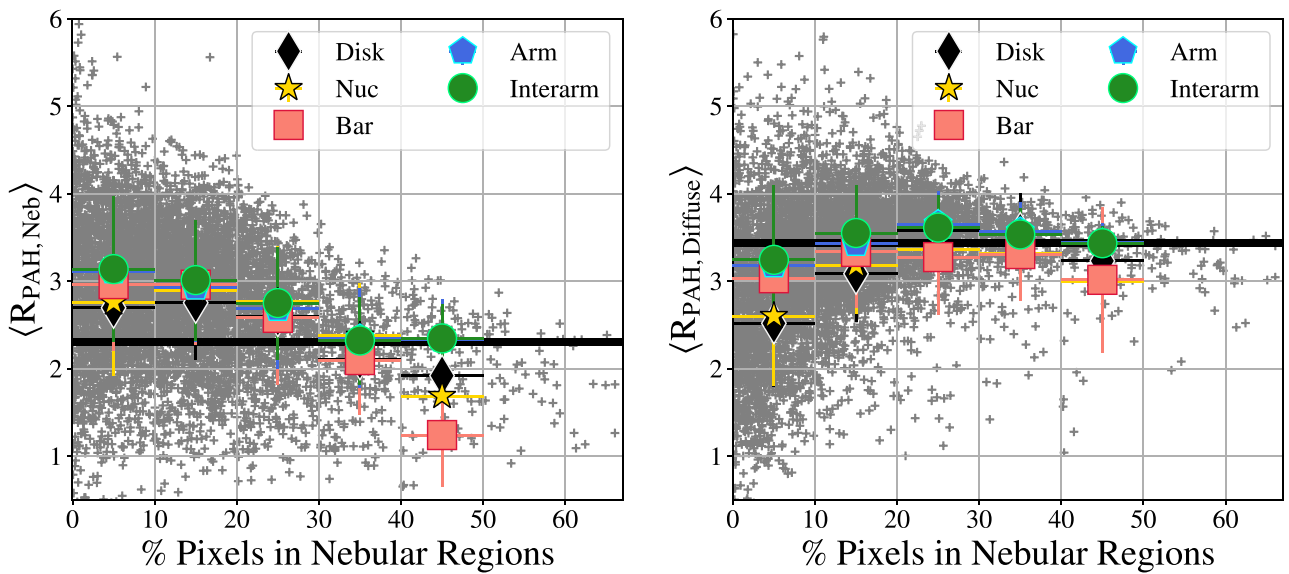 6
5
4
3
2
1
⟨R_PAH, Neb⟩
Disk
Nuc
Bar
Arm
Interarm
0 10 20 30 40 50 60
% Pixels in Nebular Regions
6
5
4
3
2
1
⟨R_PAH, Diffuse⟩
Disk
Nuc
Bar
Arm
Interarm
0 10 20 30 40 50 60
% Pixels in Nebular Regions